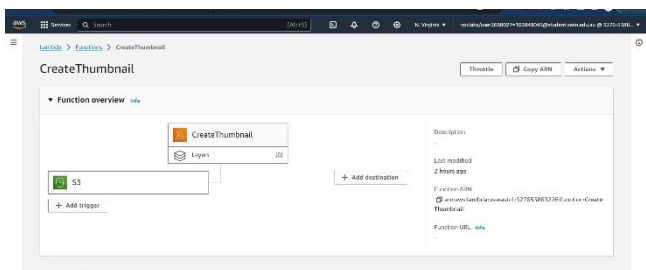 aws Services Search [Alt+S] N. Virginia
Lambda > Functions > CreateThumbnail
CreateThumbnail
Throttle Copy ARN Actions
Function overview Info
CreateThumbnail
Layers (0)
S3
+ Add trigger
+ Add destination
Description
-
Last modified
2 hours ago
Function ARN
Thumbnail
Function URL Info
-